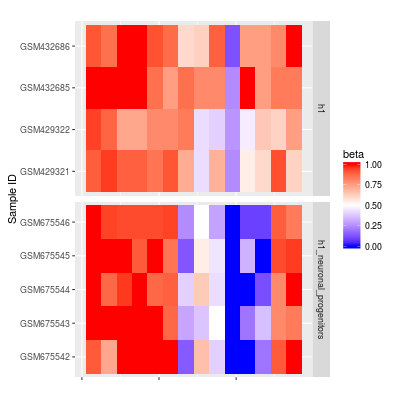 GSM432686
GSM432685
GSM429322
GSM429321
h1
GSM675546
GSM675545
GSM675544
GSM675543
GSM675542
h1_neuronal_progenitors
Sample ID
beta
1.00
0.75
0.50
0.25
0.00